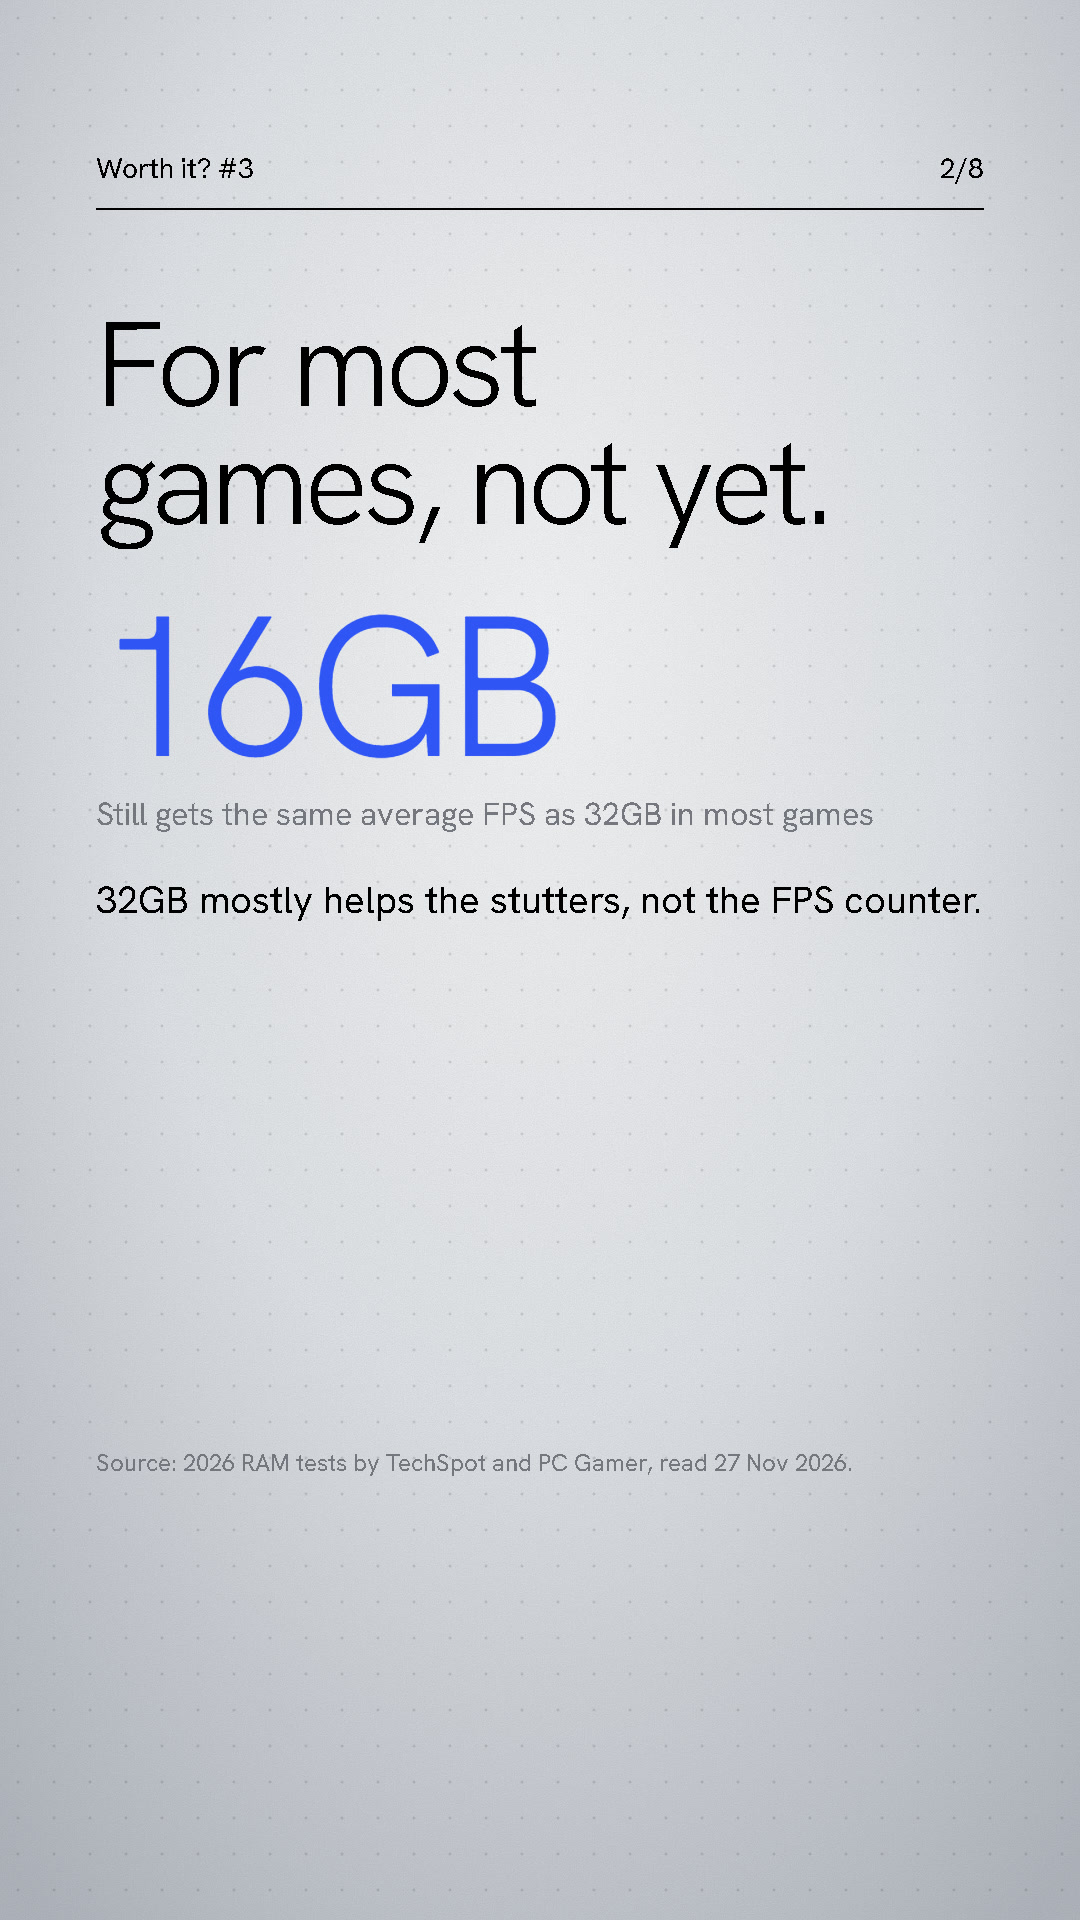 Worth it? #3
2/8
For most
games, not yet.
16GB
Still gets the same average FPS as 32GB in most games
32GB mostly helps the stutters, not the FPS counter.
Source: 2026 RAM tests by TechSpot and PC Gamer, read 27 Nov 2026.